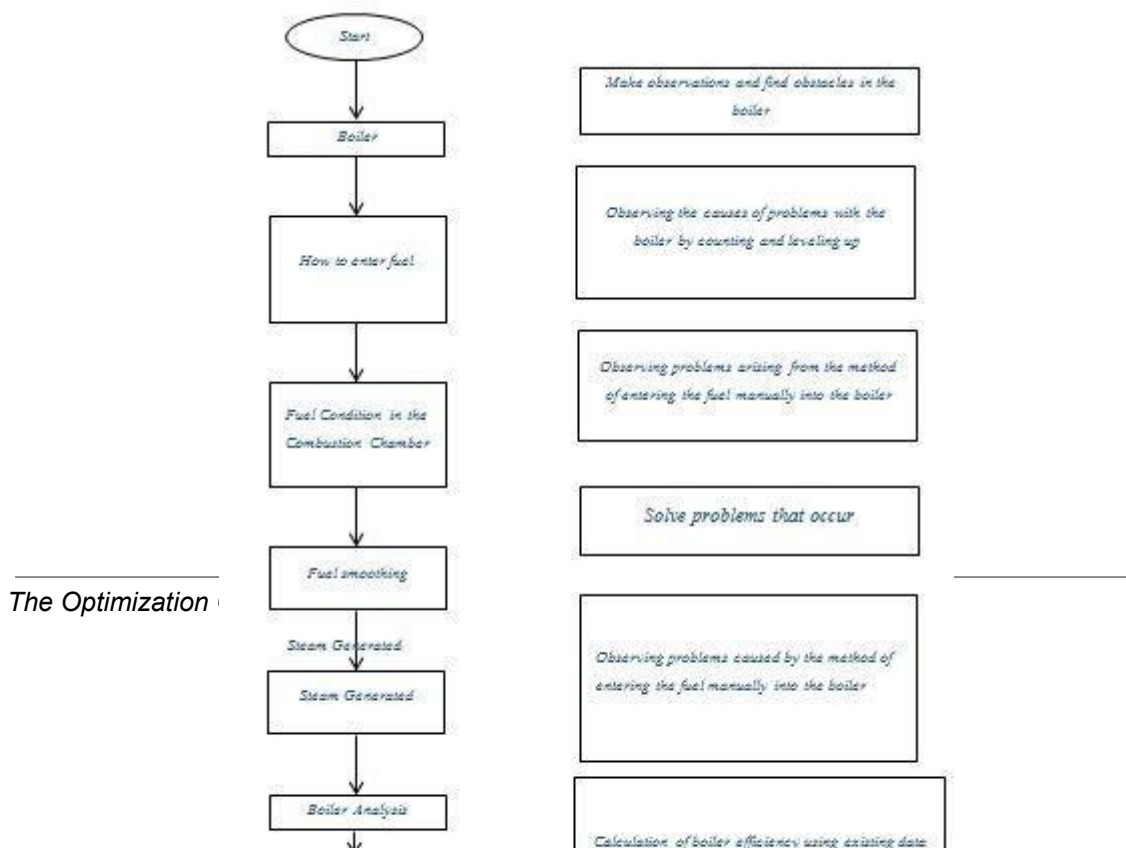 Start
Boiler
How to enter fuel
Fuel Condition in the
Combustion Chamber
Fuel smoothing
Steam Generated
Steam Generated
Boiler Analysis
Make observations and find obstacles in the
boiler
Observing the causes of problems with the
boiler by counting and leveling up
Observing problems arising from the method
of entering the fuel manually into the boiler
Solve problems that occur
Observing problems caused by the method of
entering the fuel manually into the boiler
Calculation of boiler efficiency using existing data
The Optimization